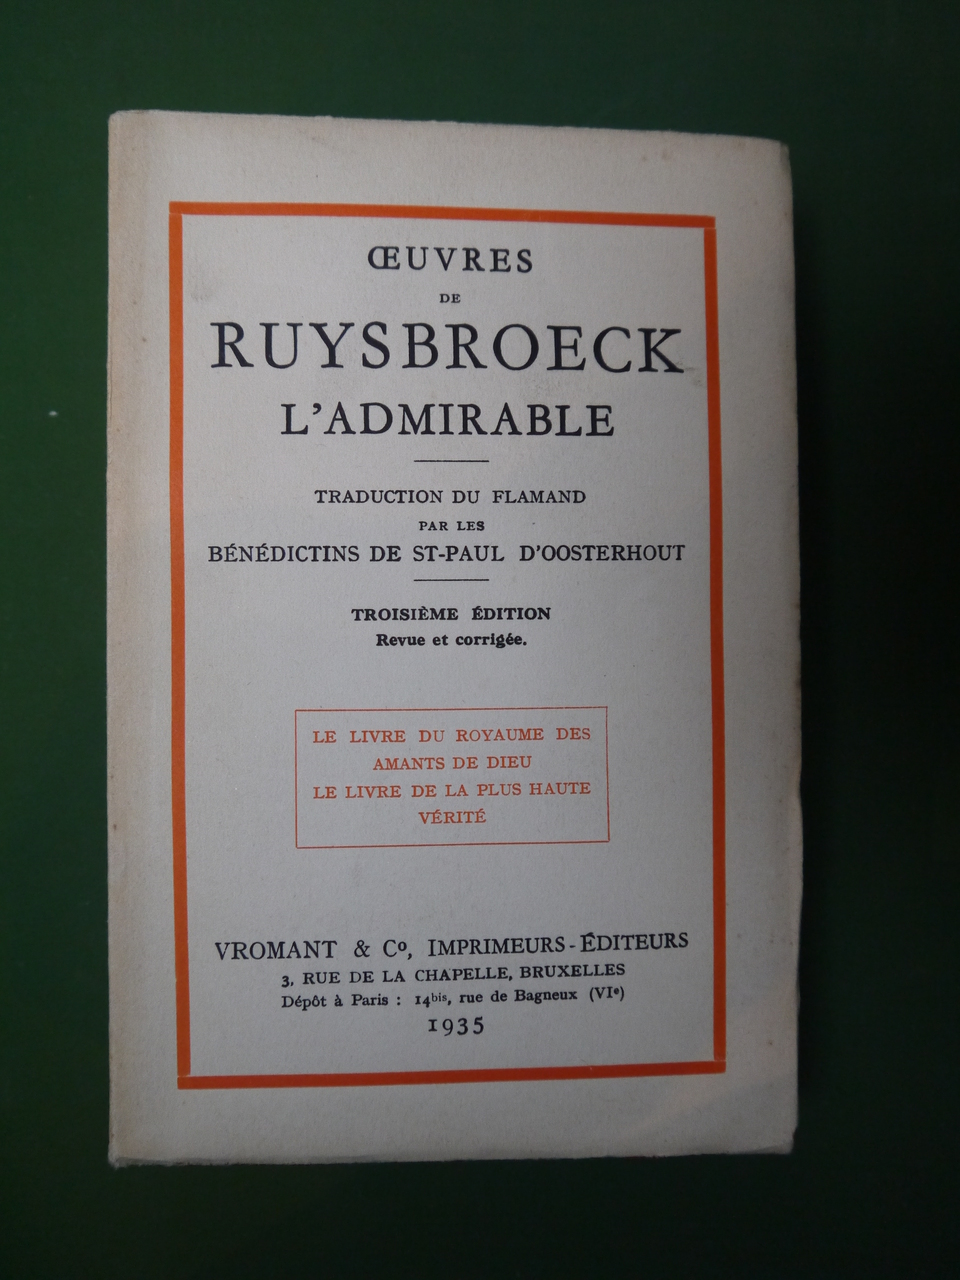 ŒUVRES
DE
RUYSBROECK
L'ADMIRABLE
TRADUCTION DU FLAMAND
PAR LES
BÉNÉDICTINS DE ST-PAUL D'OOSTERHOUT
TROISIÈME ÉDITION
Revue et corrigée.
LE LIVRE DU ROYAUME DES
AMANTS DE DIEU
LE LIVRE DE LA PLUS HAUTE
VÉRITÉ
VROMANT & Cº, IMPRIMEURS-ÉDITEURS
3, RUE DE LA CHAPELLE, BRUXELLES
Dépôt à Paris : 14bis, rue de Bagneux (VIe)
1935